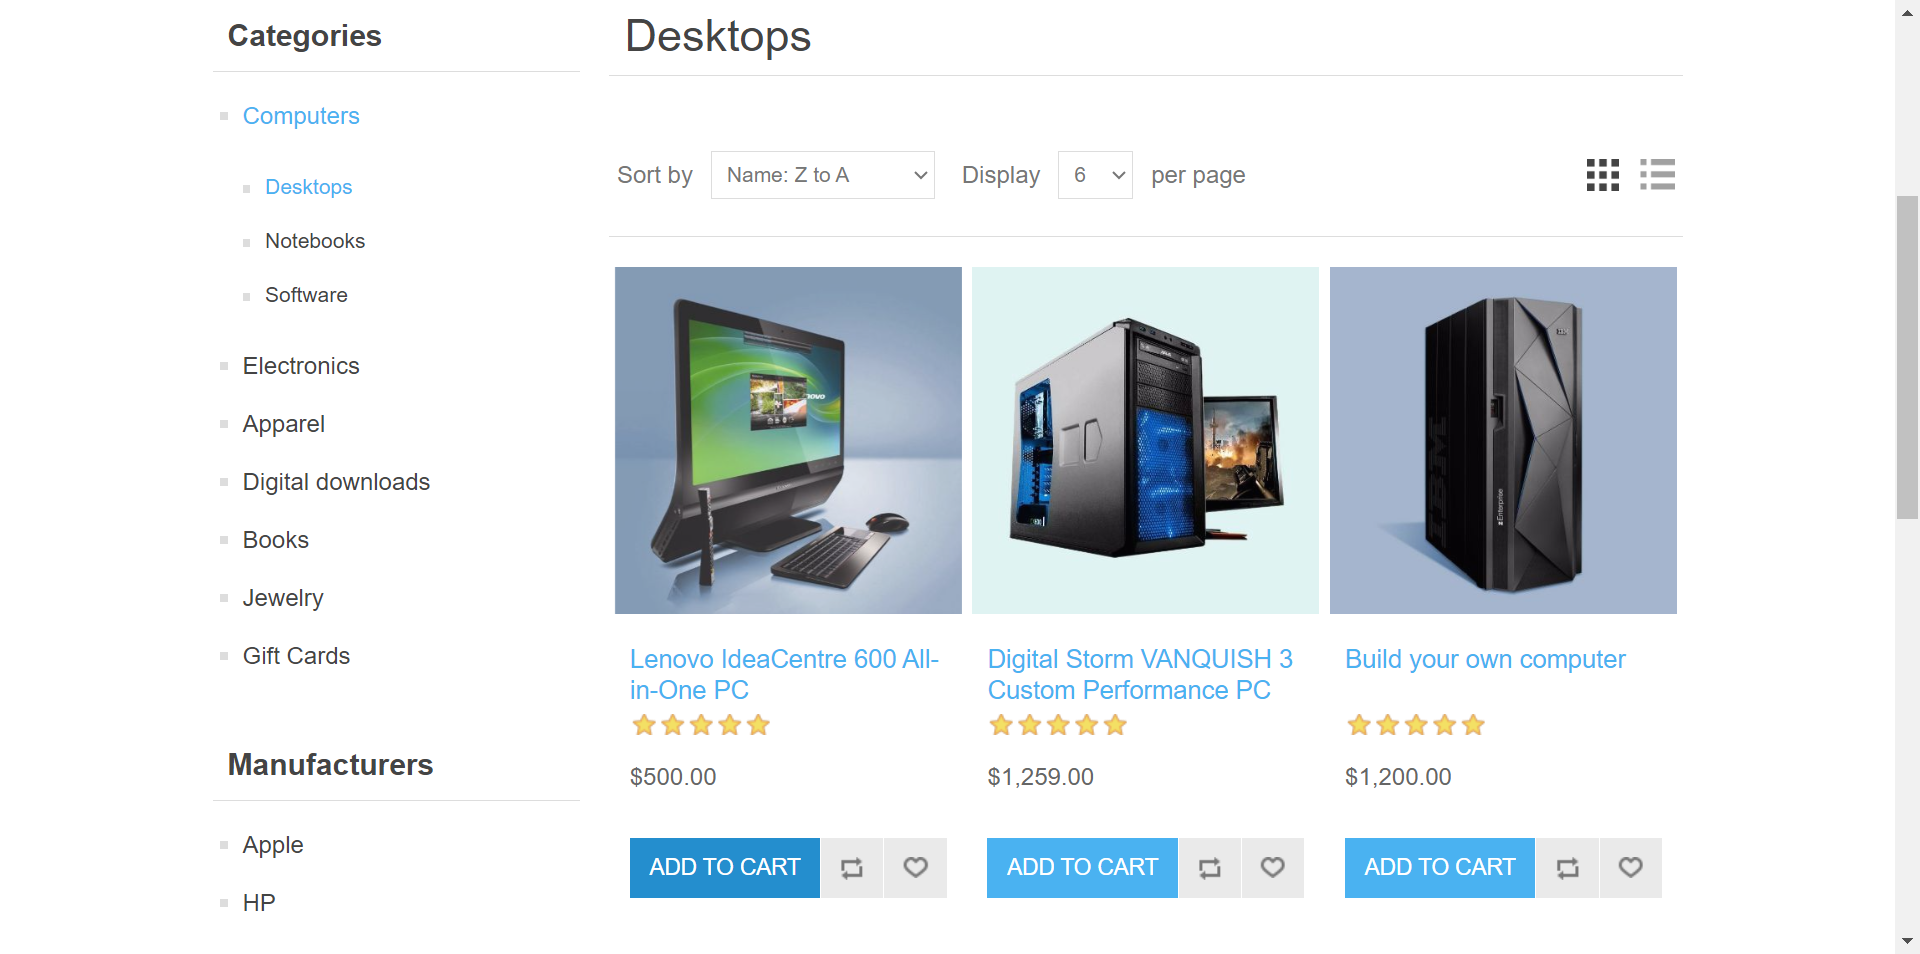 Categories
Computers
Desktops
Notebooks
Software
Electronics
Apparel
Digital downloads
Books
Jewelry
Gift Cards
Manufacturers
Apple
HP
Desktops
Sort by Name: Z to A Display 6 per page
IBM
Enterprise
Lenovo IdeaCentre 600 All-
in-One PC
$500.00
ADD TO CART
Digital Storm VANQUISH 3
Custom Performance PC
$1,259.00
ADD TO CART
Build your own computer
$1,200.00
ADD TO CART